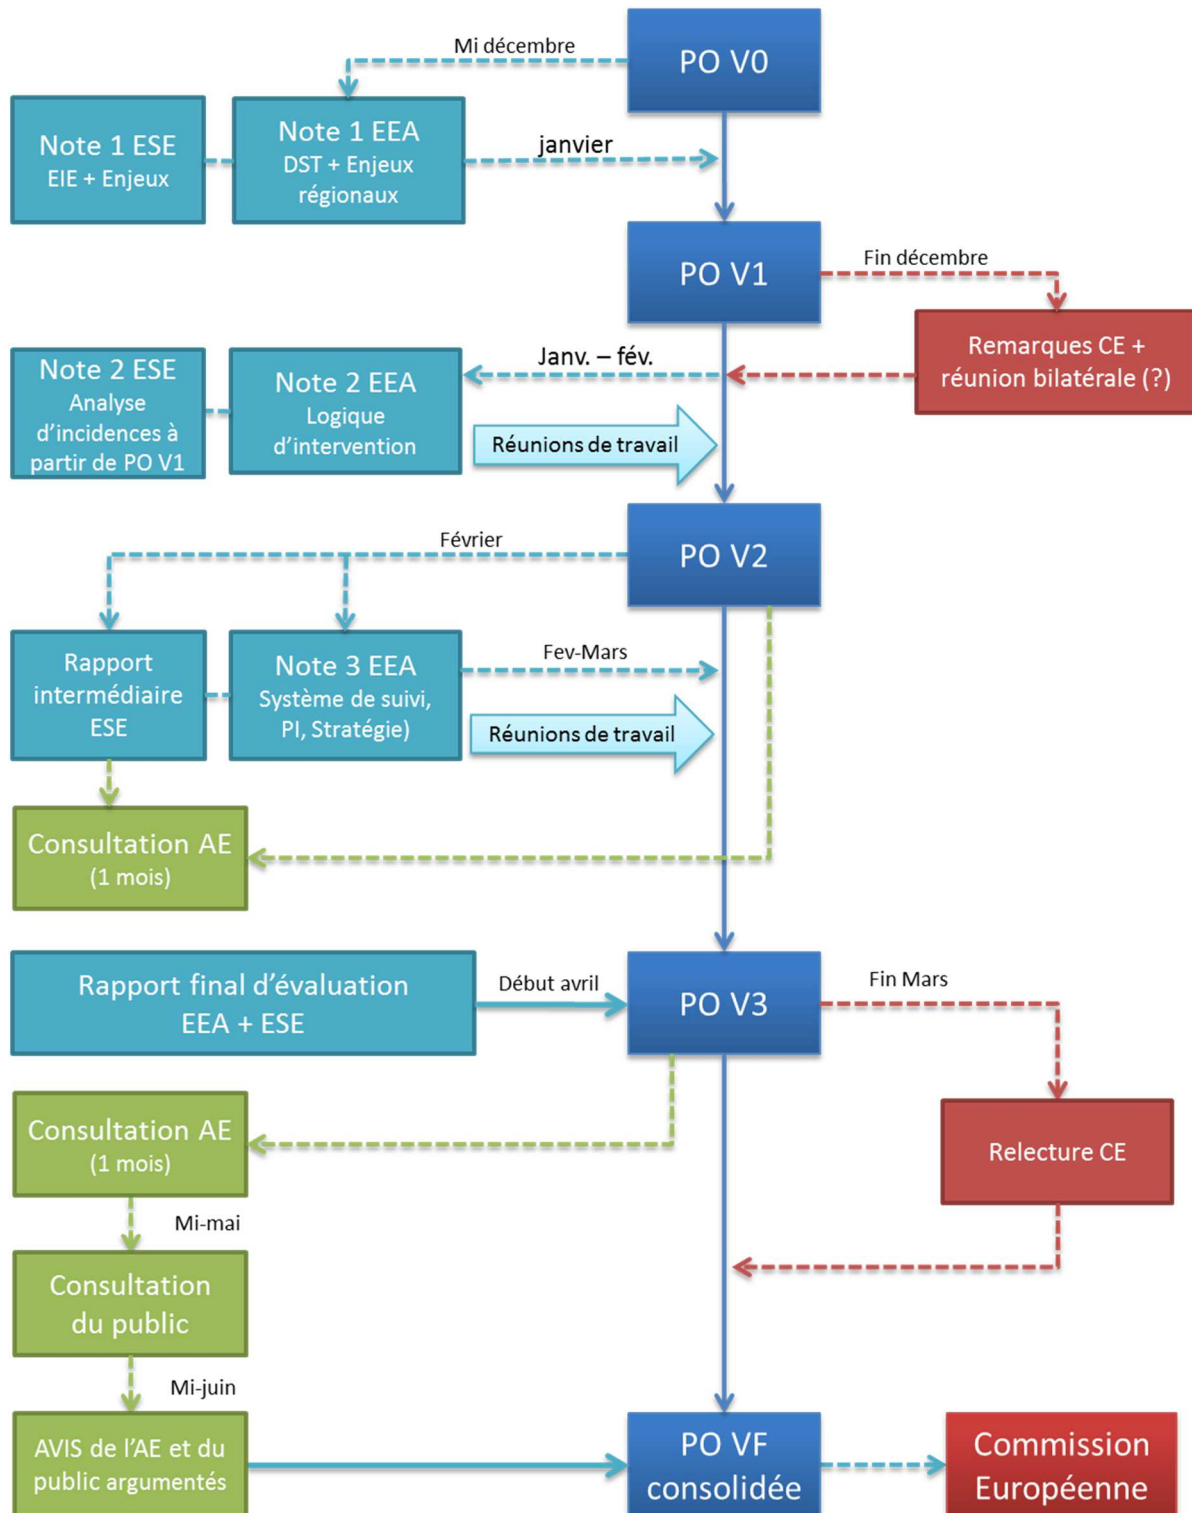 PO V0
Mi décembre
Note 1 ESE
EIE + Enjeux
Note 1 EEA
DST + Enjeux
régionaux
janvier
PO V1
Fin décembre
Remarques CE +
réunion bilatérale (?)
Janv. – fév.
Note 2 ESE
Analyse
d'incidences à
partir de PO V1
Note 2 EEA
Logique
d'intervention
Réunions de travail
PO V2
Février
Rapport
intermédiaire
ESE
Note 3 EEA
Système de suivi,
PI, Stratégie)
Fev-Mars
Réunions de travail
Consultation AE
(1 mois)
Rapport final d'évaluation
EEA + ESE
Début avril
PO V3
Fin Mars
Consultation AE
(1 mois)
Relecture CE
Mi-mai
Consultation
du public
Mi-juin
AVIS de l'AE et du
public argumentés
PO VF
consolidée
Commission
Européenne